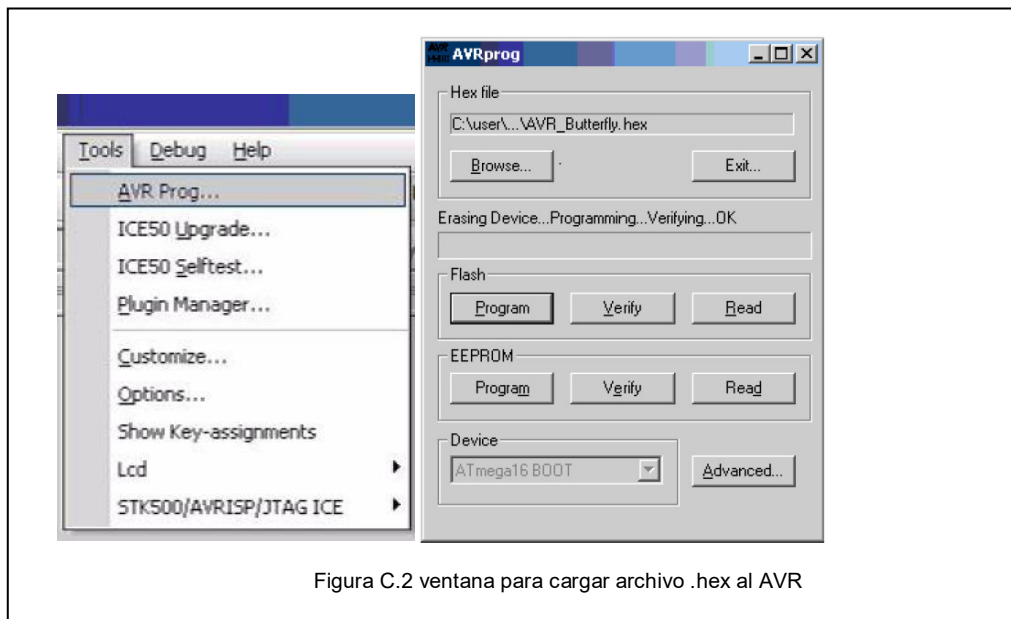 Tools Debug Help
AVR Prog...
ICE50 Upgrade...
ICE50 Selftest...
Plugin Manager...
Customize...
Options...
Show Key-assignments
Lcd
STK500/AVRISP/JTAG ICE
AVRprog
Hex file
C:\user\...\AVR_Butterfly.hex
Browse... Exit...
Erasing Device...Programming...Verifying...OK
Flash
Program Verify Read
EEPROM
Program Verify Read
Device
ATmega16 BOOT Advanced...
Figura C.2 ventana para cargar archivo .hex al AVR